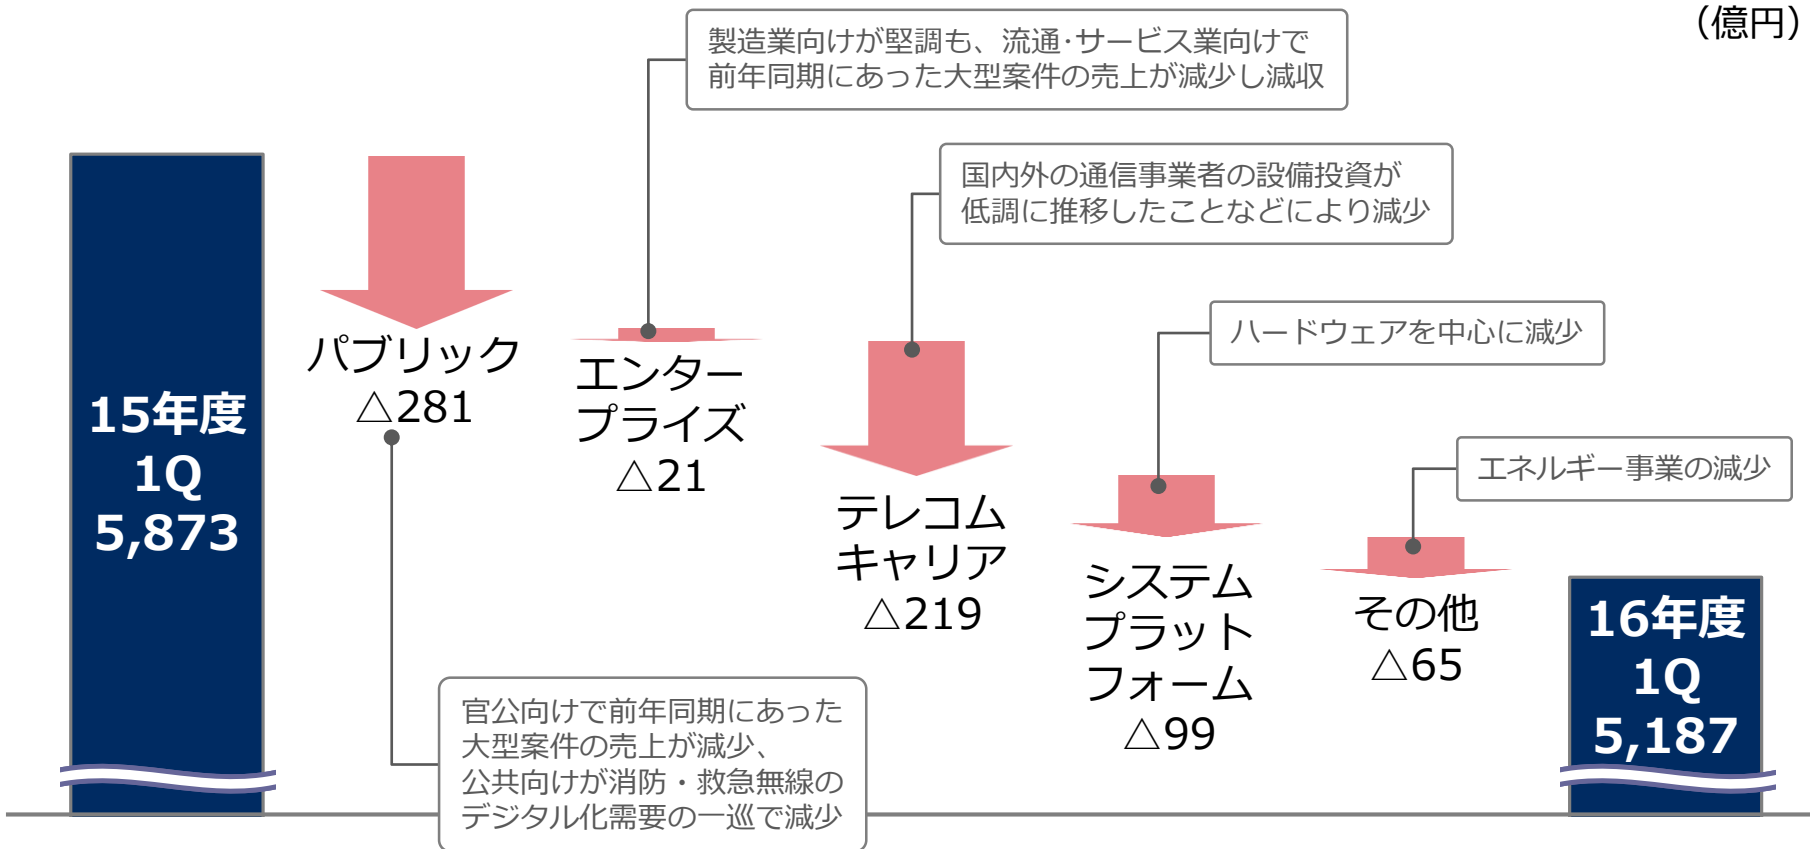 (億円)
製造業向けが堅調も、流通･サービス業向けで
前年同期にあった大型案件の売上が減少し減収
国内外の通信事業者の設備投資が
低調に推移したことなどにより減少
ハードウェアを中心に減少
エネルギー事業の減少
15年度
1Q
5,873
パブリック
△281
エンター
プライズ
△21
テレコム
キャリア
△219
システム
プラット
フォーム
△99
その他
△65
16年度
1Q
5,187
官公向けで前年同期にあった
大型案件の売上が減少、
公共向けが消防・救急無線の
デジタル化需要の一巡で減少